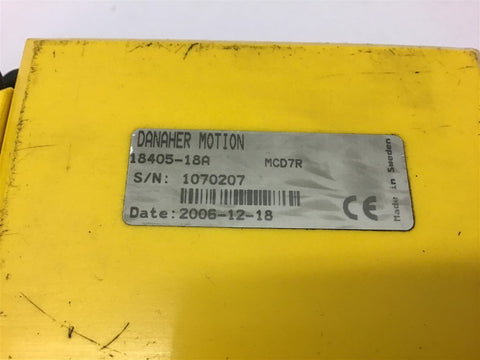 DANAHER MOTION
18405-18A MCD7R
S/N: 1070207
Date: 2006-12-18
CE
Made in Sweden